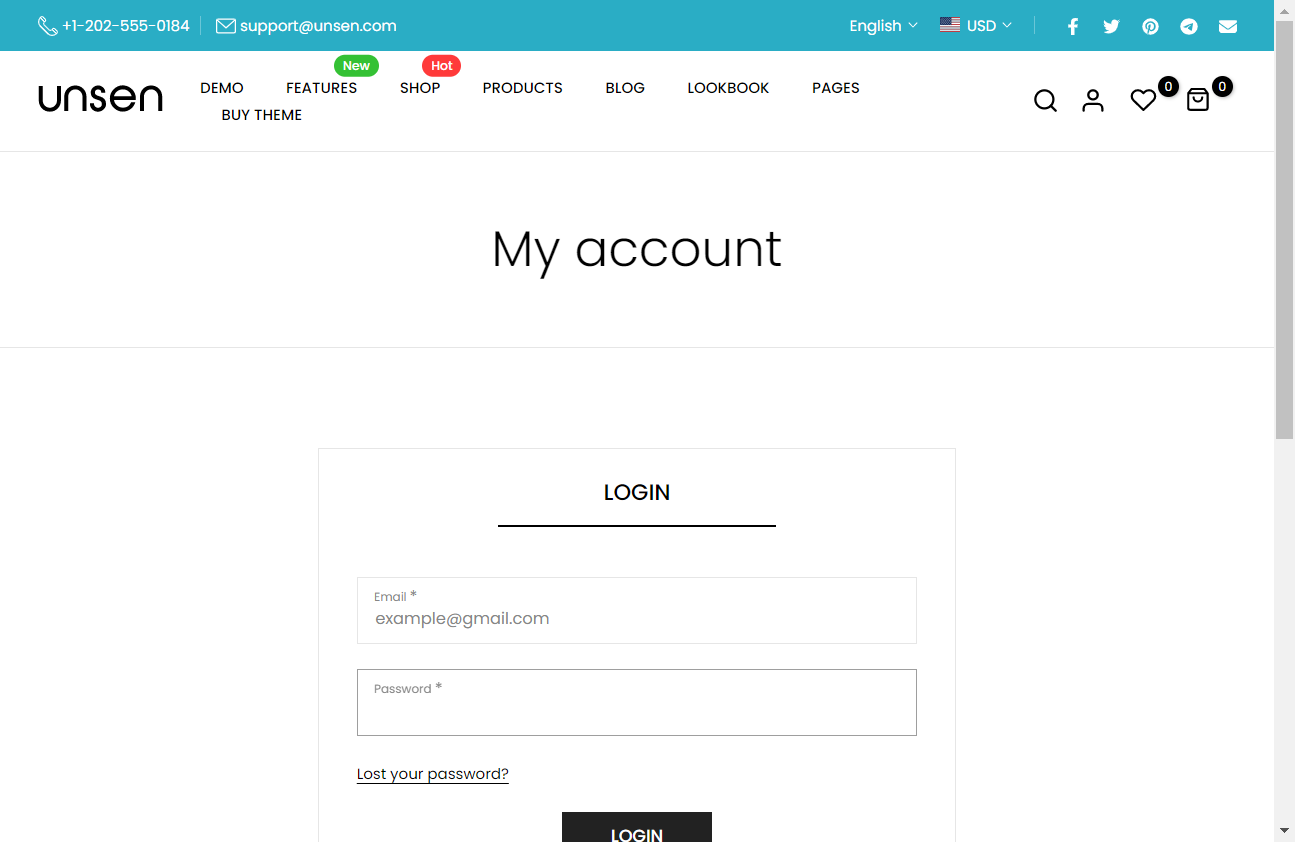 +1-202-555-0184 support@unsen.com English USD
unsen
New Hot
DEMO FEATURES SHOP PRODUCTS BLOG LOOKBOOK PAGES
BUY THEME
0 0
My account
LOGIN
Email *
example@gmail.com
Password *
Lost your password?
LOGIN